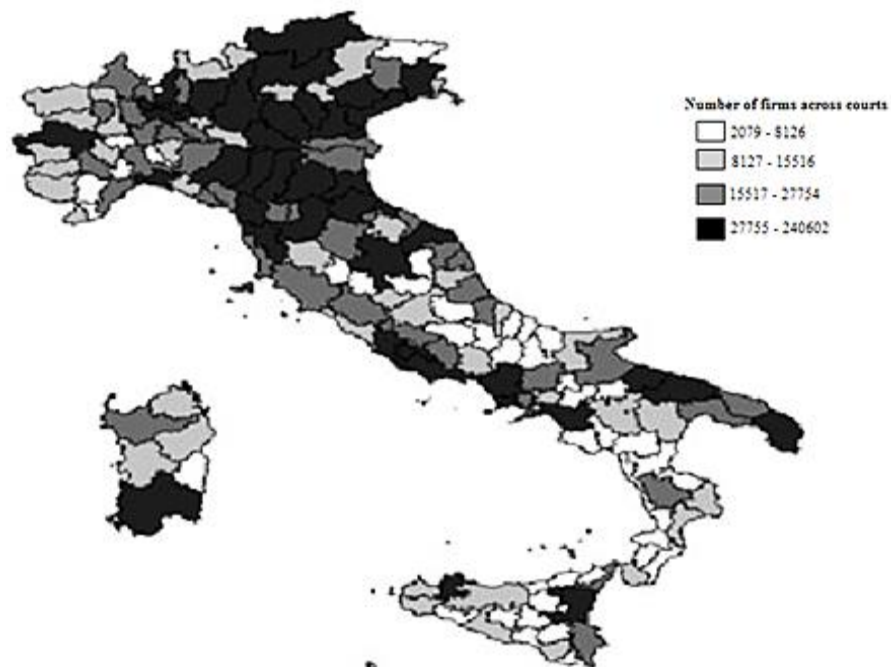 Number of firms across courts
2079 - 8126
8127 - 15516
15517 - 27754
27755 - 240602